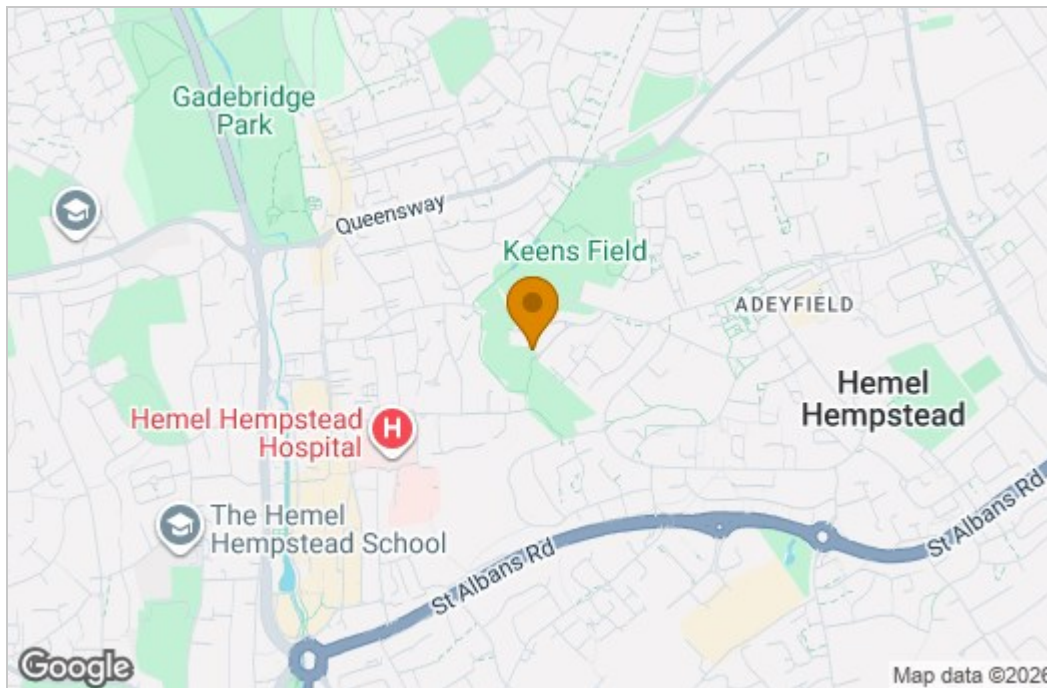 Gadebridge
Park
Queensway
Keens Field
ADEYFIELD
Hemel
Hempstead
Hemel Hempstead
Hospital
H
The Hemel
Hempstead School
St Albans Rd
St Albans Rd
Google
Map data ©2026